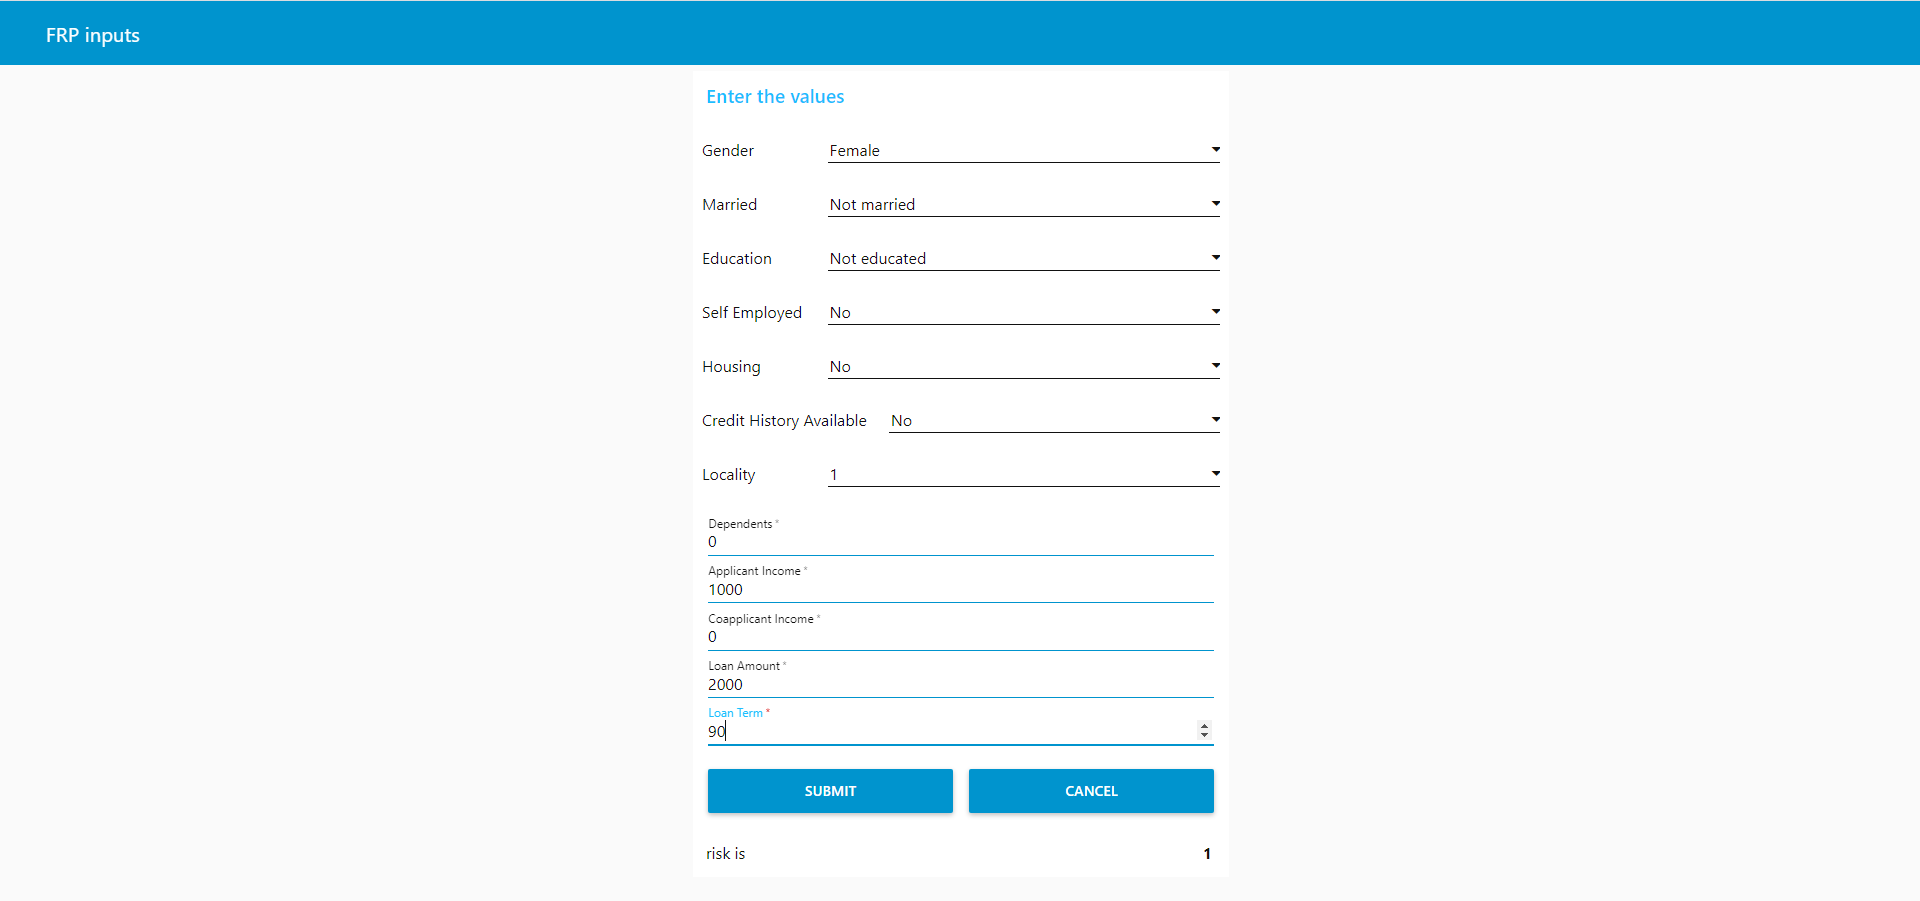 FRP inputs
Enter the values
Gender Female
Married Not married
Education Not educated
Self Employed No
Housing No
Credit History Available No
Locality 1
Dependents *
0
Applicant Income *
1000
Coapplicant Income *
0
Loan Amount *
2000
Loan Term *
90
SUBMIT CANCEL
risk is 1